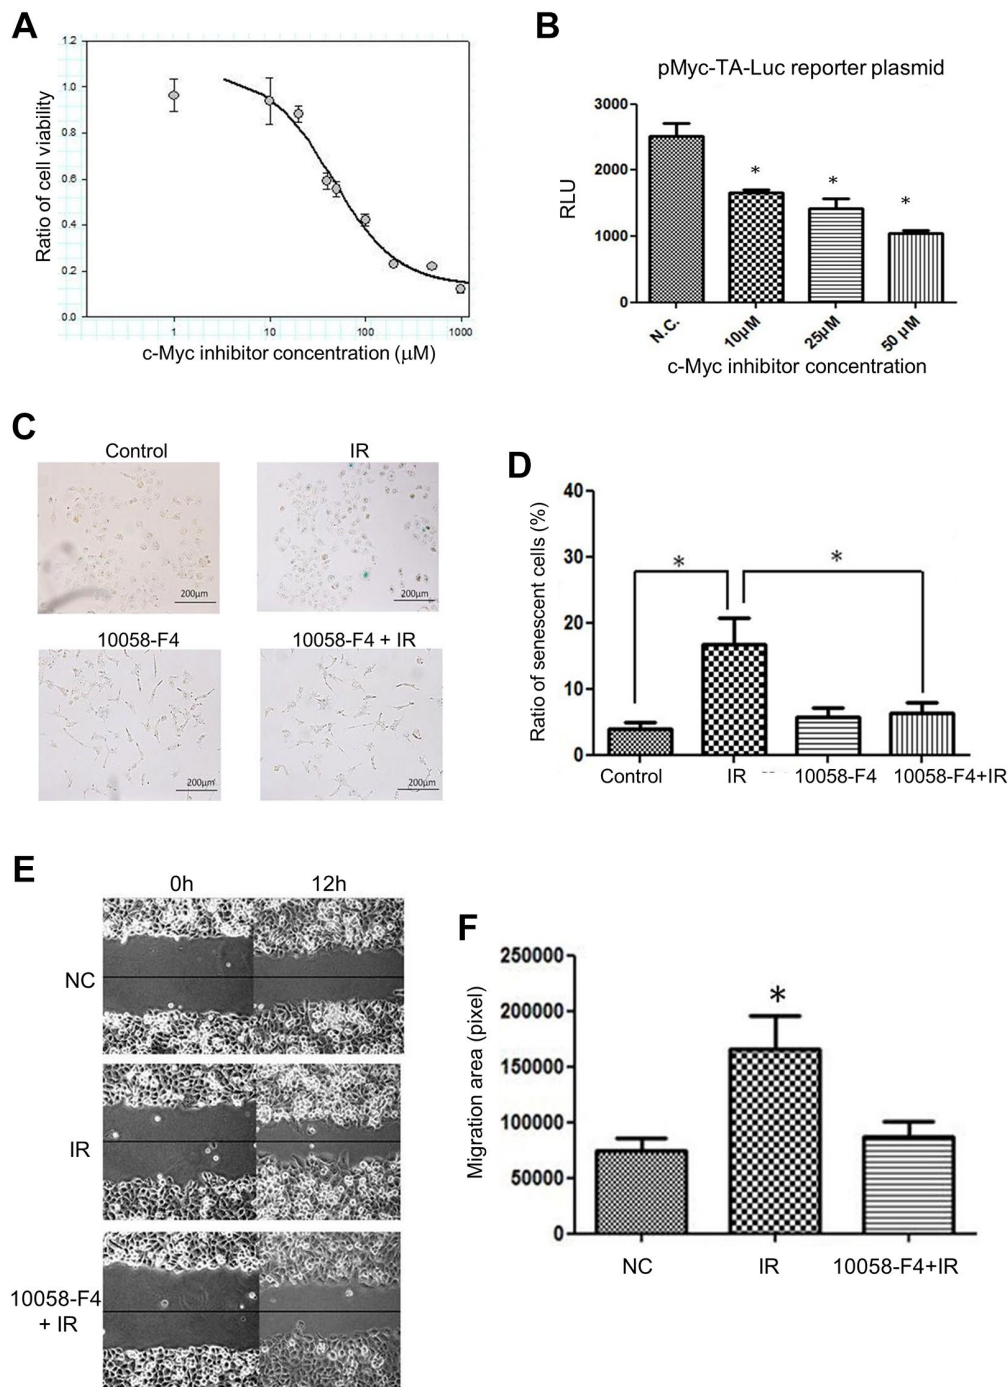 A
1.2
1.0
0.8
0.6
0.4
0.2
0.0
Ratio of cell viability
1
10
100
1000
c-Myc inhibitor concentration (µM)
B
pMyc-TA-Luc reporter plasmid
3000
2000
1000
0
RLU
*
*
*
N.C.
10µM
25µM
50 µM
c-Myc inhibitor concentration
C
Control
IR
200µm
200µm
10058-F4
10058-F4 + IR
200µm
200µm
D
40
30
20
10
0
Ratio of senescent cells (%)
*
*
Control
IR
10058-F4
10058-F4+IR
E
0h
12h
NC
IR
10058-F4
+ IR
F
250000
200000
150000
100000
50000
0
Migration area (pixel)
*
NC
IR
10058-F4+IR